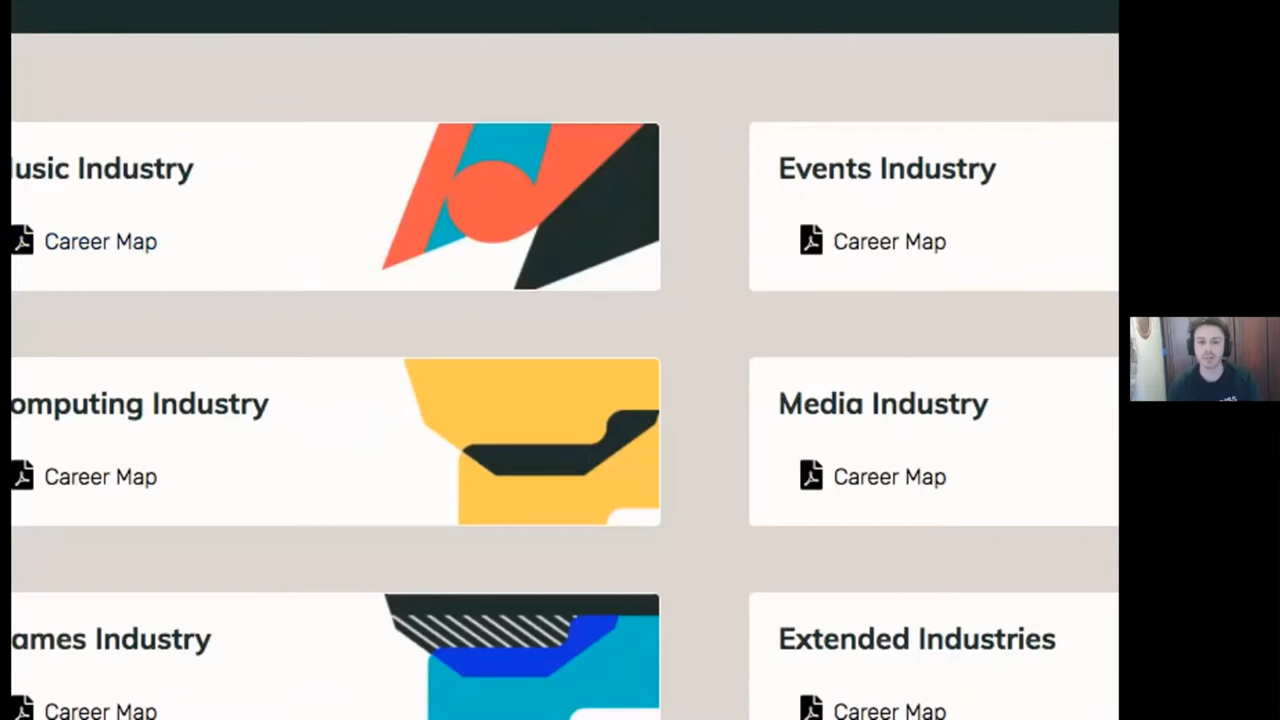 usic Industry
Career Map
Events Industry
Career Map
omputing Industry
Career Map
Media Industry
Career Map
ames Industry
Career Map
Extended Industries
Career Map